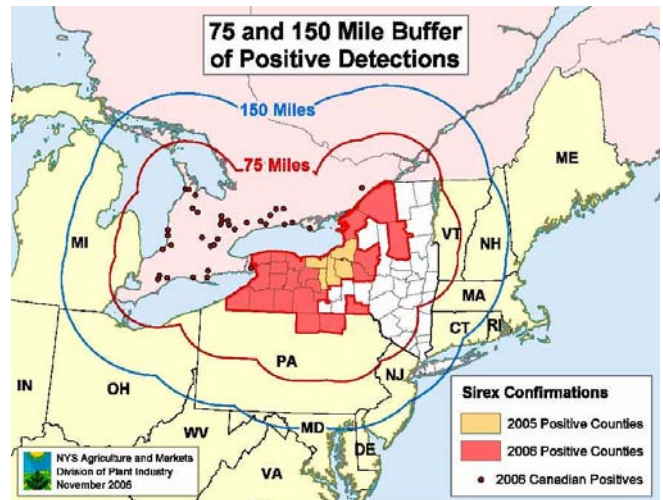 75 and 150 Mile Buffer
of Positive Detections
150 Miles
75 Miles
ME
MI
VT
NH
MA
CT
RI
PA
NJ
IN
OH
WV
MD
DE
VA
Sirex Confirmations
2005 Positive Counties
2006 Positive Counties
2006 Canadian Positives
NYS Agriculture and Markets
Division of Plant Industry
November 2006